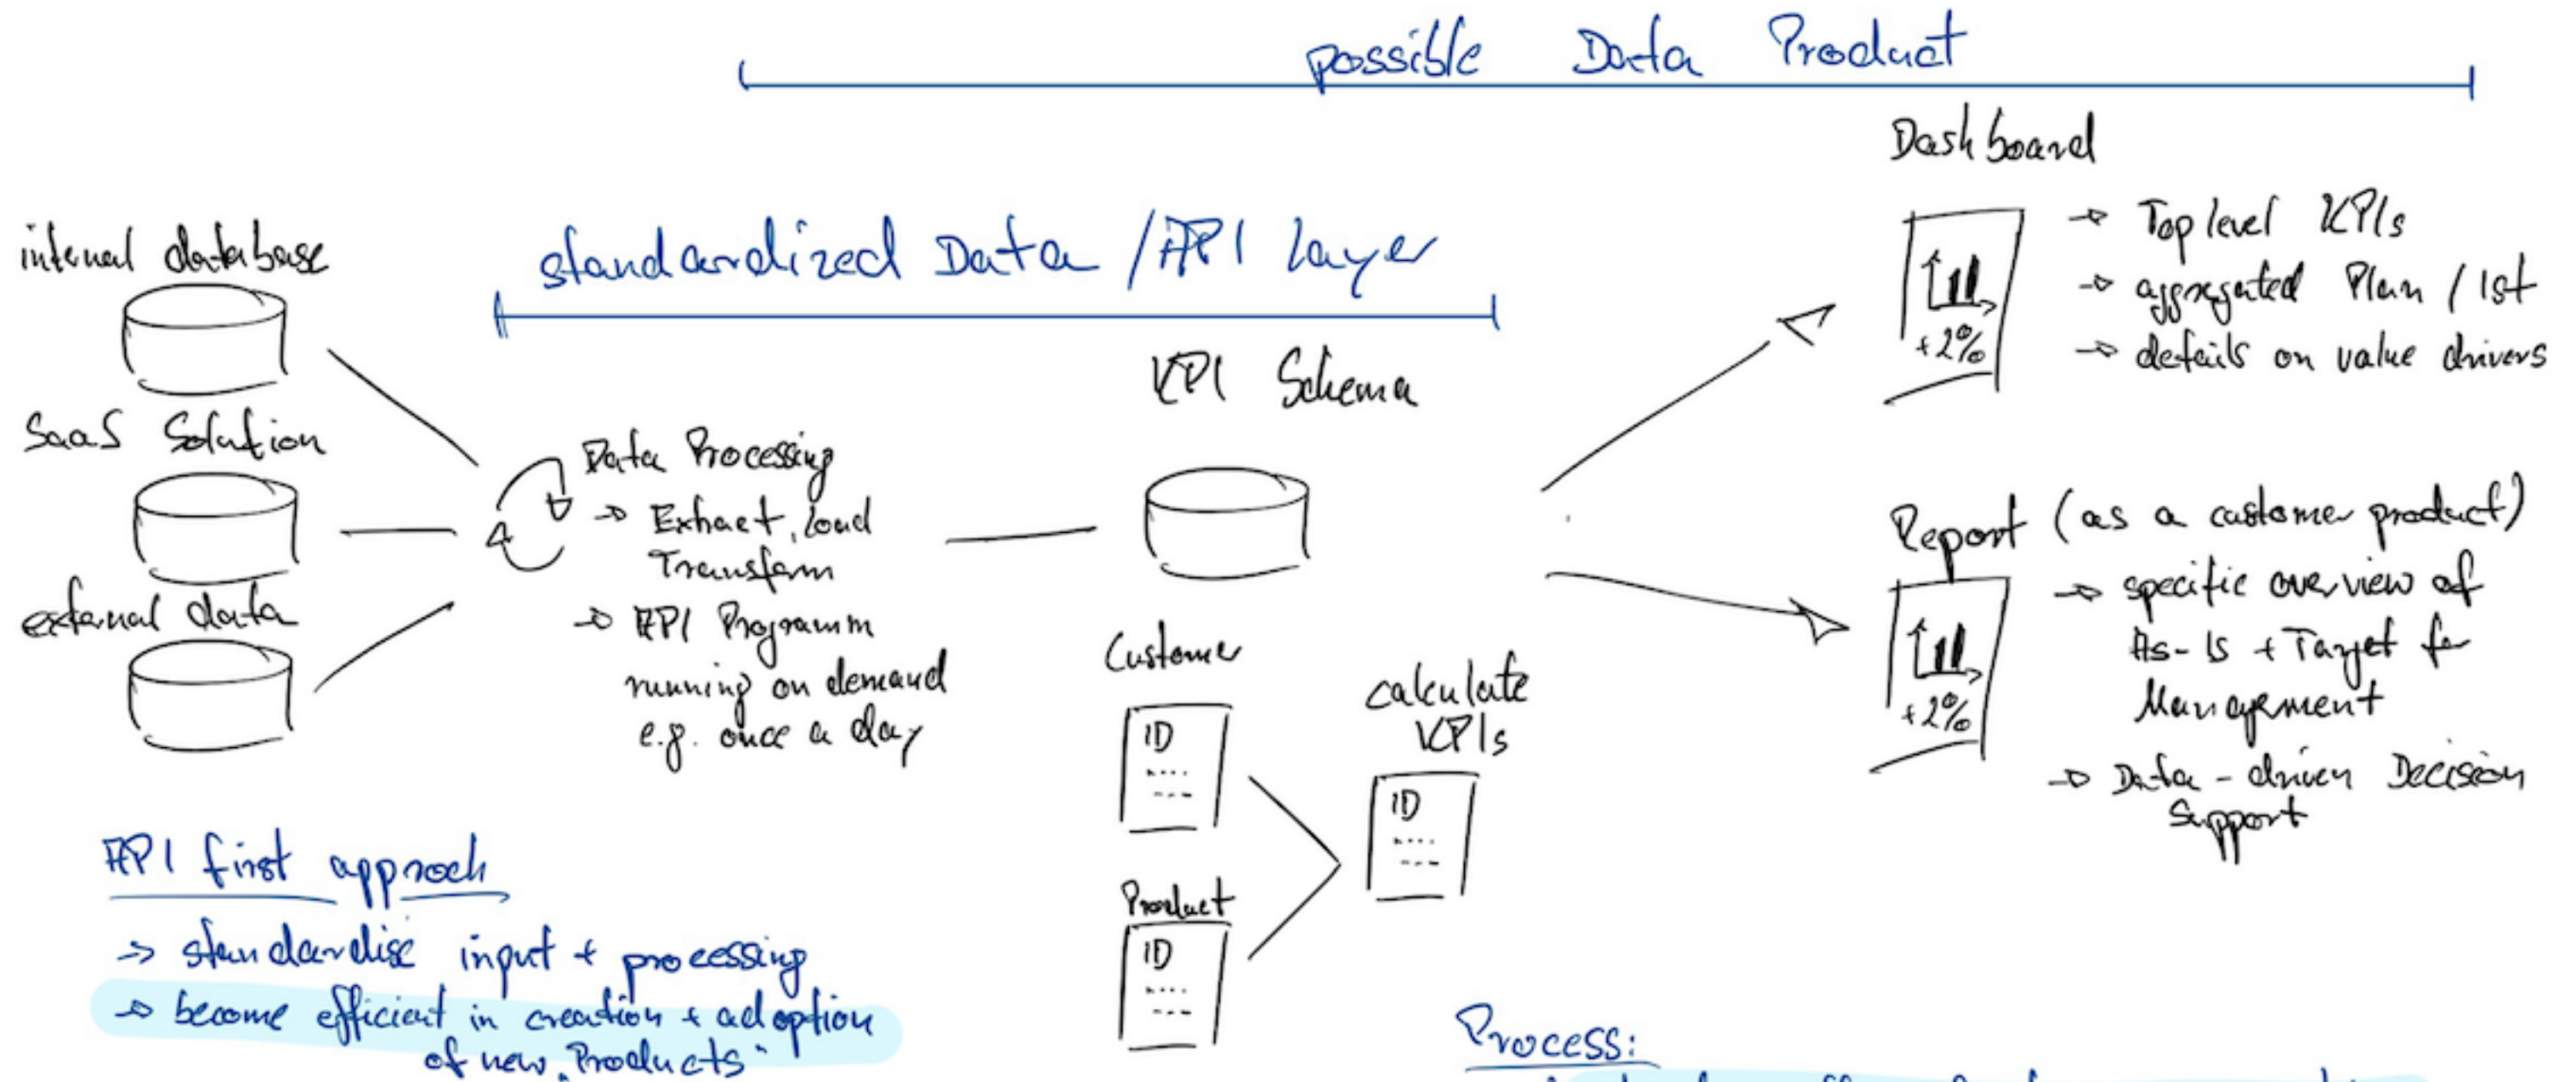 possible Data Product
standardized Data / API Layer
internal database
SaaS Solution
external data
Data Processing
→ Extract, Load
Transform
→ API Programm
running on demand
e.g. once a day
KPI Schema
Customer
ID
Product
ID
calculate
KPIs
ID
Dashboard
+2%
→ Top level KPIs
→ aggregated Plan / Ist
→ details on value drivers
Report (as a customer product)
+2%
→ specific overview of
As-Is + Target for
Management
→ Data-driven Decision
Support
API first approch
→ standardise input + processing
→ become efficient in creation + adoption
of new "Products"
Process: